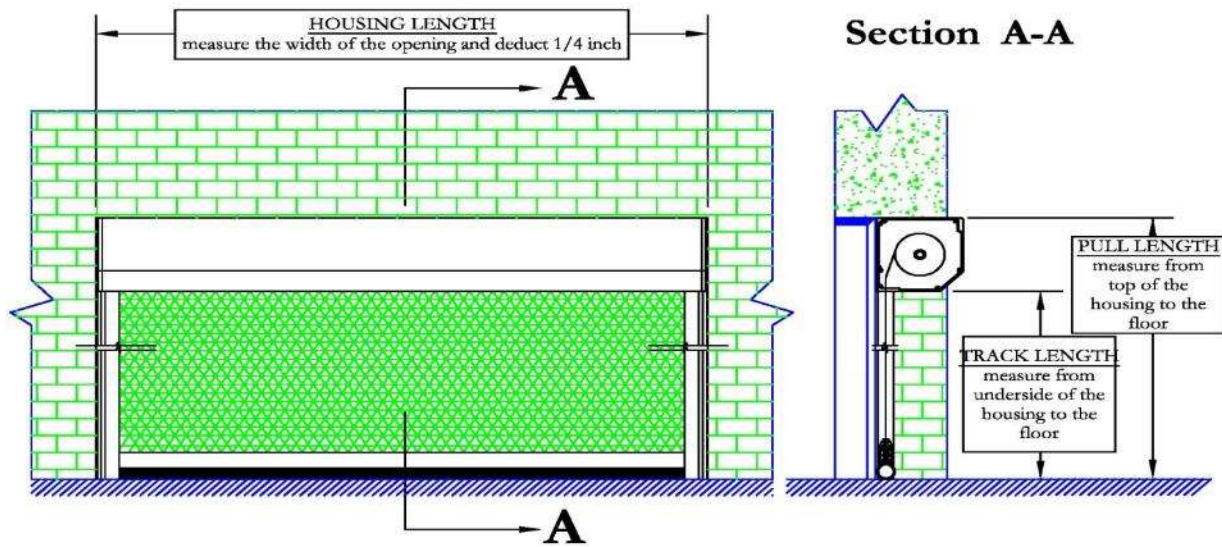 HOUSING LENGTH
measure the width of the opening and deduct 1/4 inch
Section A-A
A
PULL LENGTH
measure from
top of the
housing to the
floor
TRACK LENGTH
measure from
underside of the
housing to the
floor
A